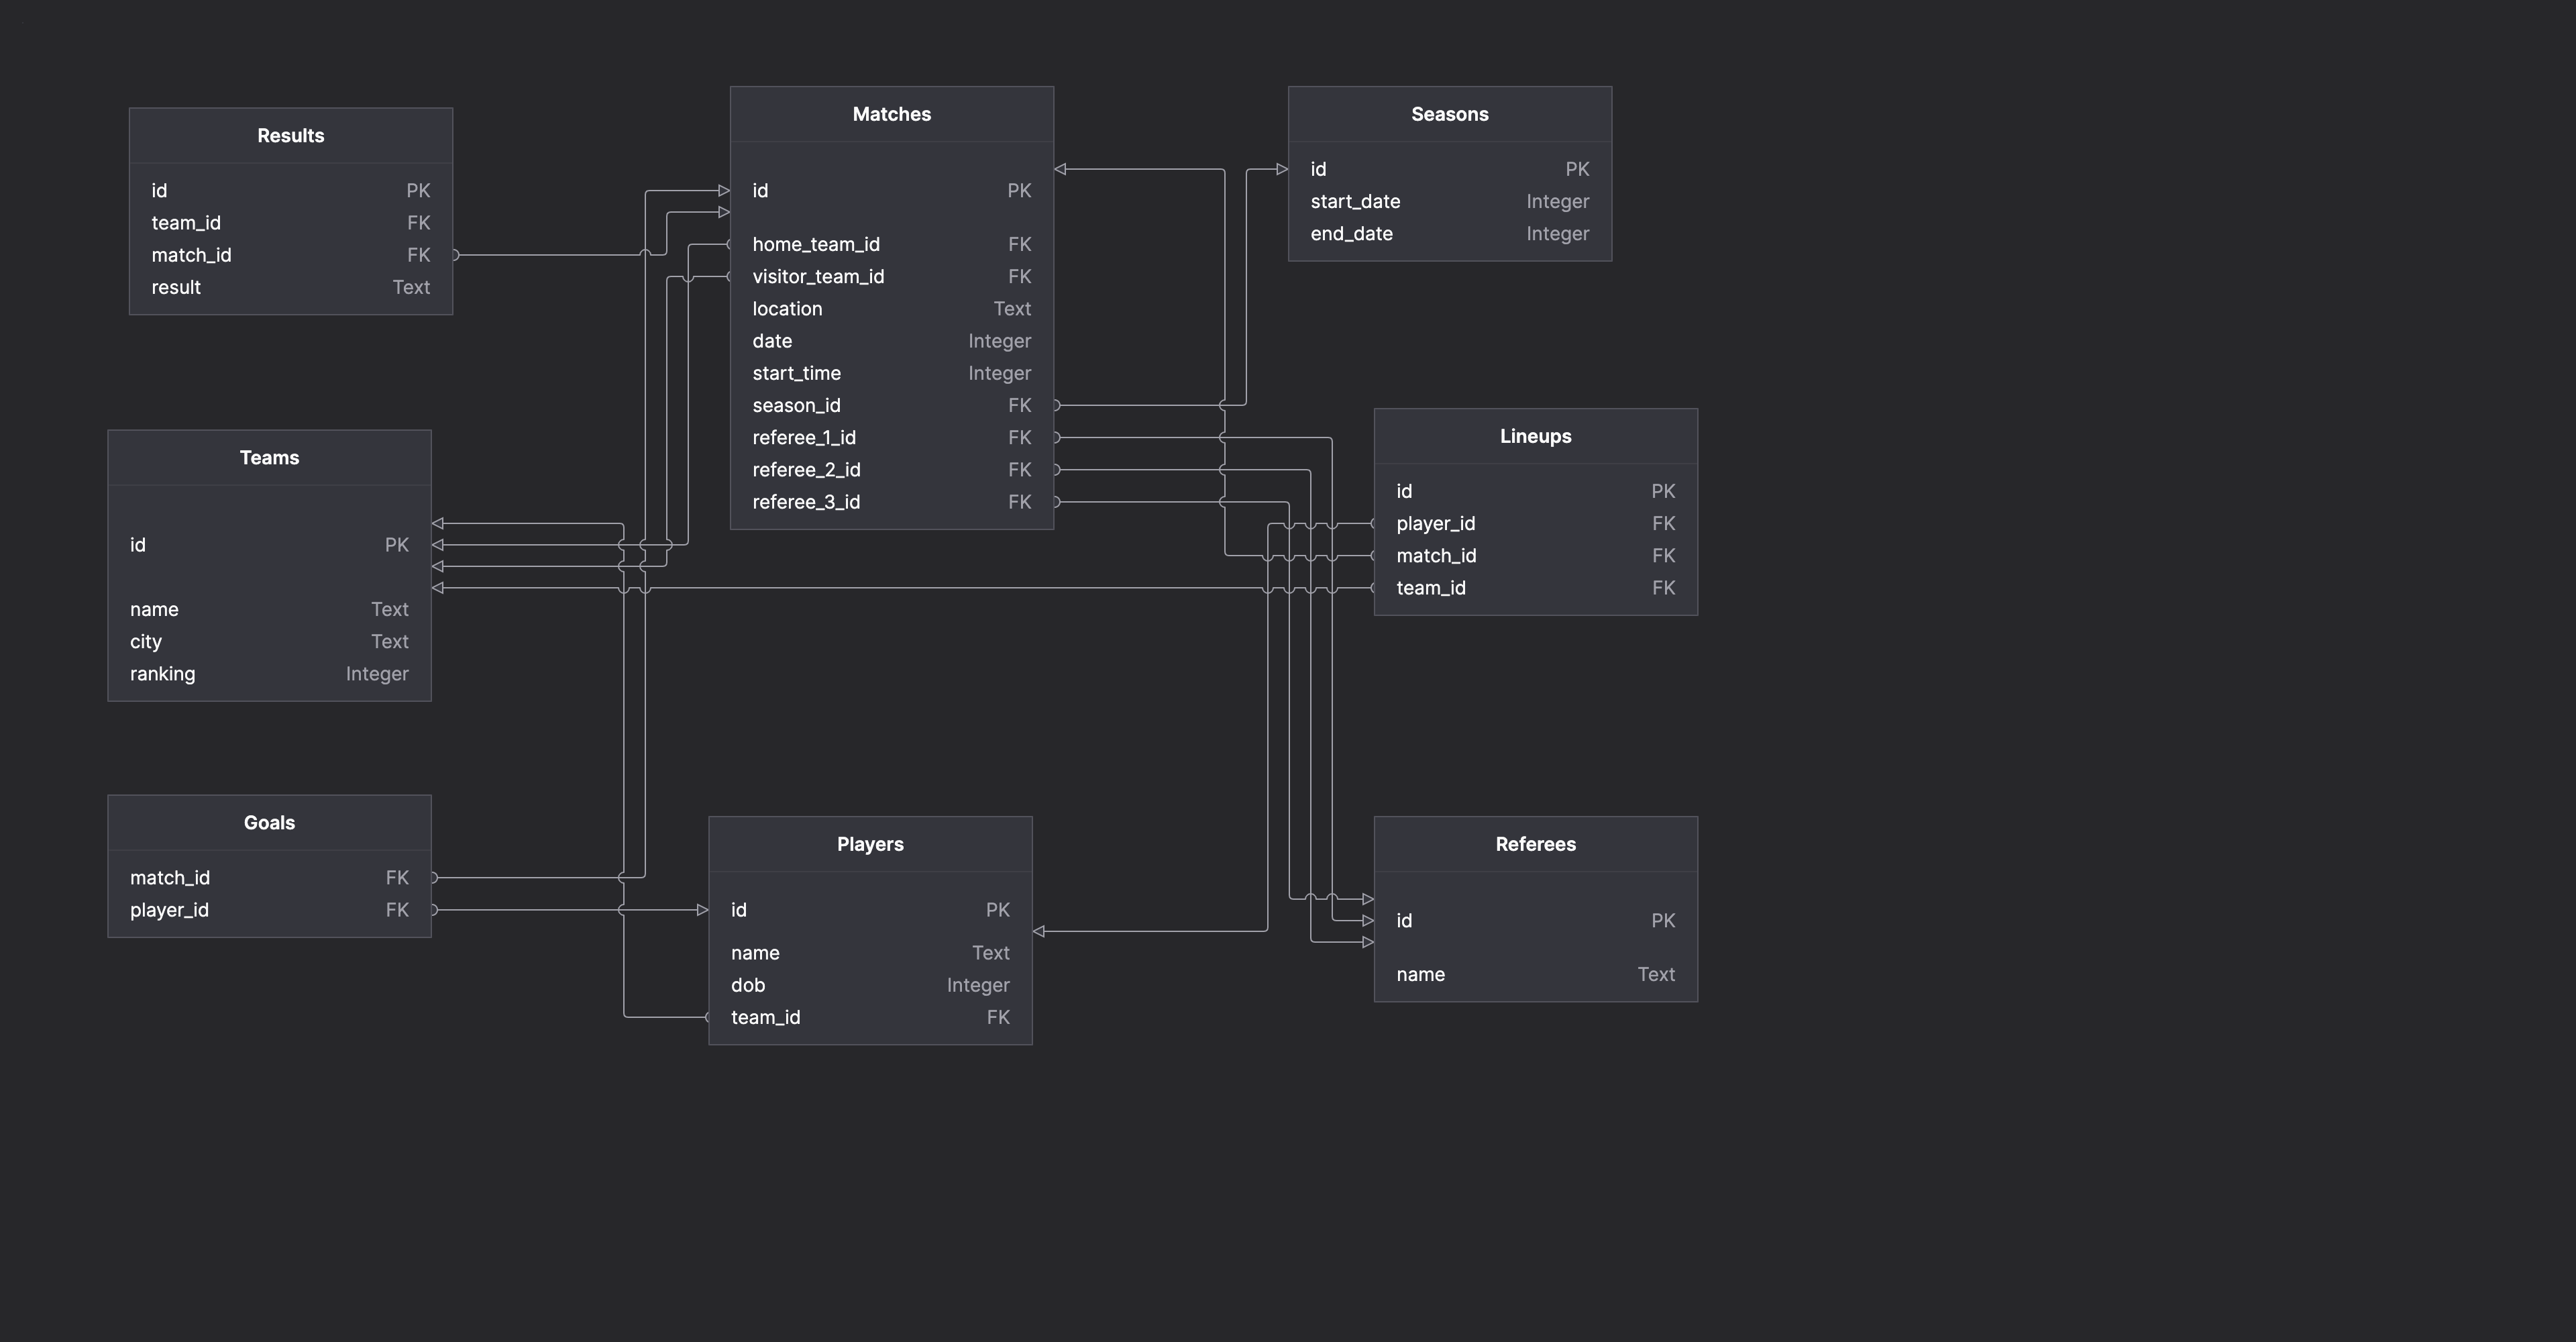 Results
id PK
team_id FK
match_id FK
result Text
Matches
id PK
home_team_id FK
visitor_team_id FK
location Text
date Integer
start_time Integer
season_id FK
referee_1_id FK
referee_2_id FK
referee_3_id FK
Seasons
id PK
start_date Integer
end_date Integer
Teams
id PK
name Text
city Text
ranking Integer
Lineups
id PK
player_id FK
match_id FK
team_id FK
Goals
match_id FK
player_id FK
Players
id PK
name Text
dob Integer
team_id FK
Referees
id PK
name Text